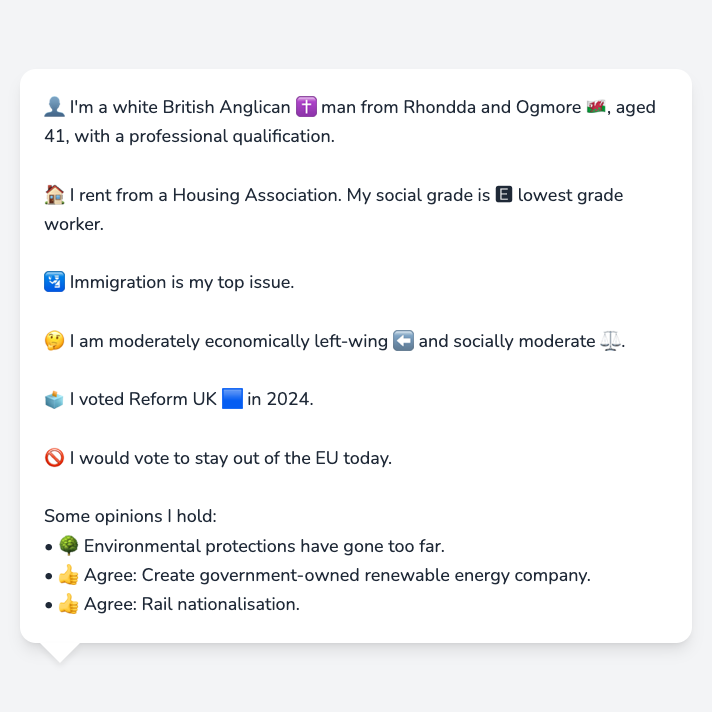 👤 I'm a white British Anglican ✝️ man from Rhondda and Ogmore 🏴󠁧󠁢󠁷󠁬󠁳󠁿, aged
41, with a professional qualification.
🏠 I rent from a Housing Association. My social grade is 🄴 lowest grade
worker.
🛂 Immigration is my top issue.
🤔 I am moderately economically left-wing ⬅️ and socially moderate ⚖️.
🗳️ I voted Reform UK 🟦 in 2024.
🚫 I would vote to stay out of the EU today.
Some opinions I hold:
• 🌳 Environmental protections have gone too far.
• 👍 Agree: Create government-owned renewable energy company.
• 👍 Agree: Rail nationalisation.